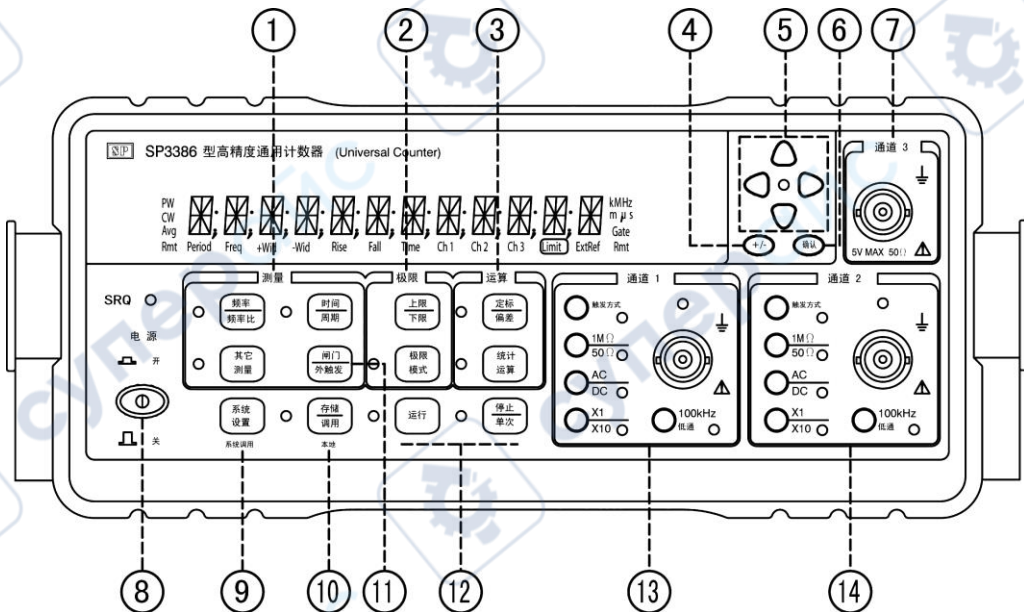 ① ② ③ ④ ⑤ ⑥ ⑦
SP SP3386 型高精度通用计数器 (Universal Counter)
通道 3
PW
CW
Avg
Rmt Period Freq +Wid -Wid Rise Fall Time Ch 1 Ch 2 Ch 3 Limit ExtRef Rmt
kMHz
m μ s
Gate
+/- 确认
5V MAX 50Ω
测量 极限 运算
通道 1 通道 2
SRQ
电源
开
关
频率
频率比
时间
周期
上限
下限
定标
偏差
其它
测量
闸门
外触发
极限
模式
统计
运算
系统
设置
系统调用
存储
调用
本地
运行
停止
单次
触发方式
1MΩ
50Ω
AC
DC
X1
X10
100kHz
低通
触发方式
1MΩ
50Ω
AC
DC
X1
X10
100kHz
低通
⑧ ⑨ ⑩ ⑪ ⑫ ⑬ ⑭
суперайс